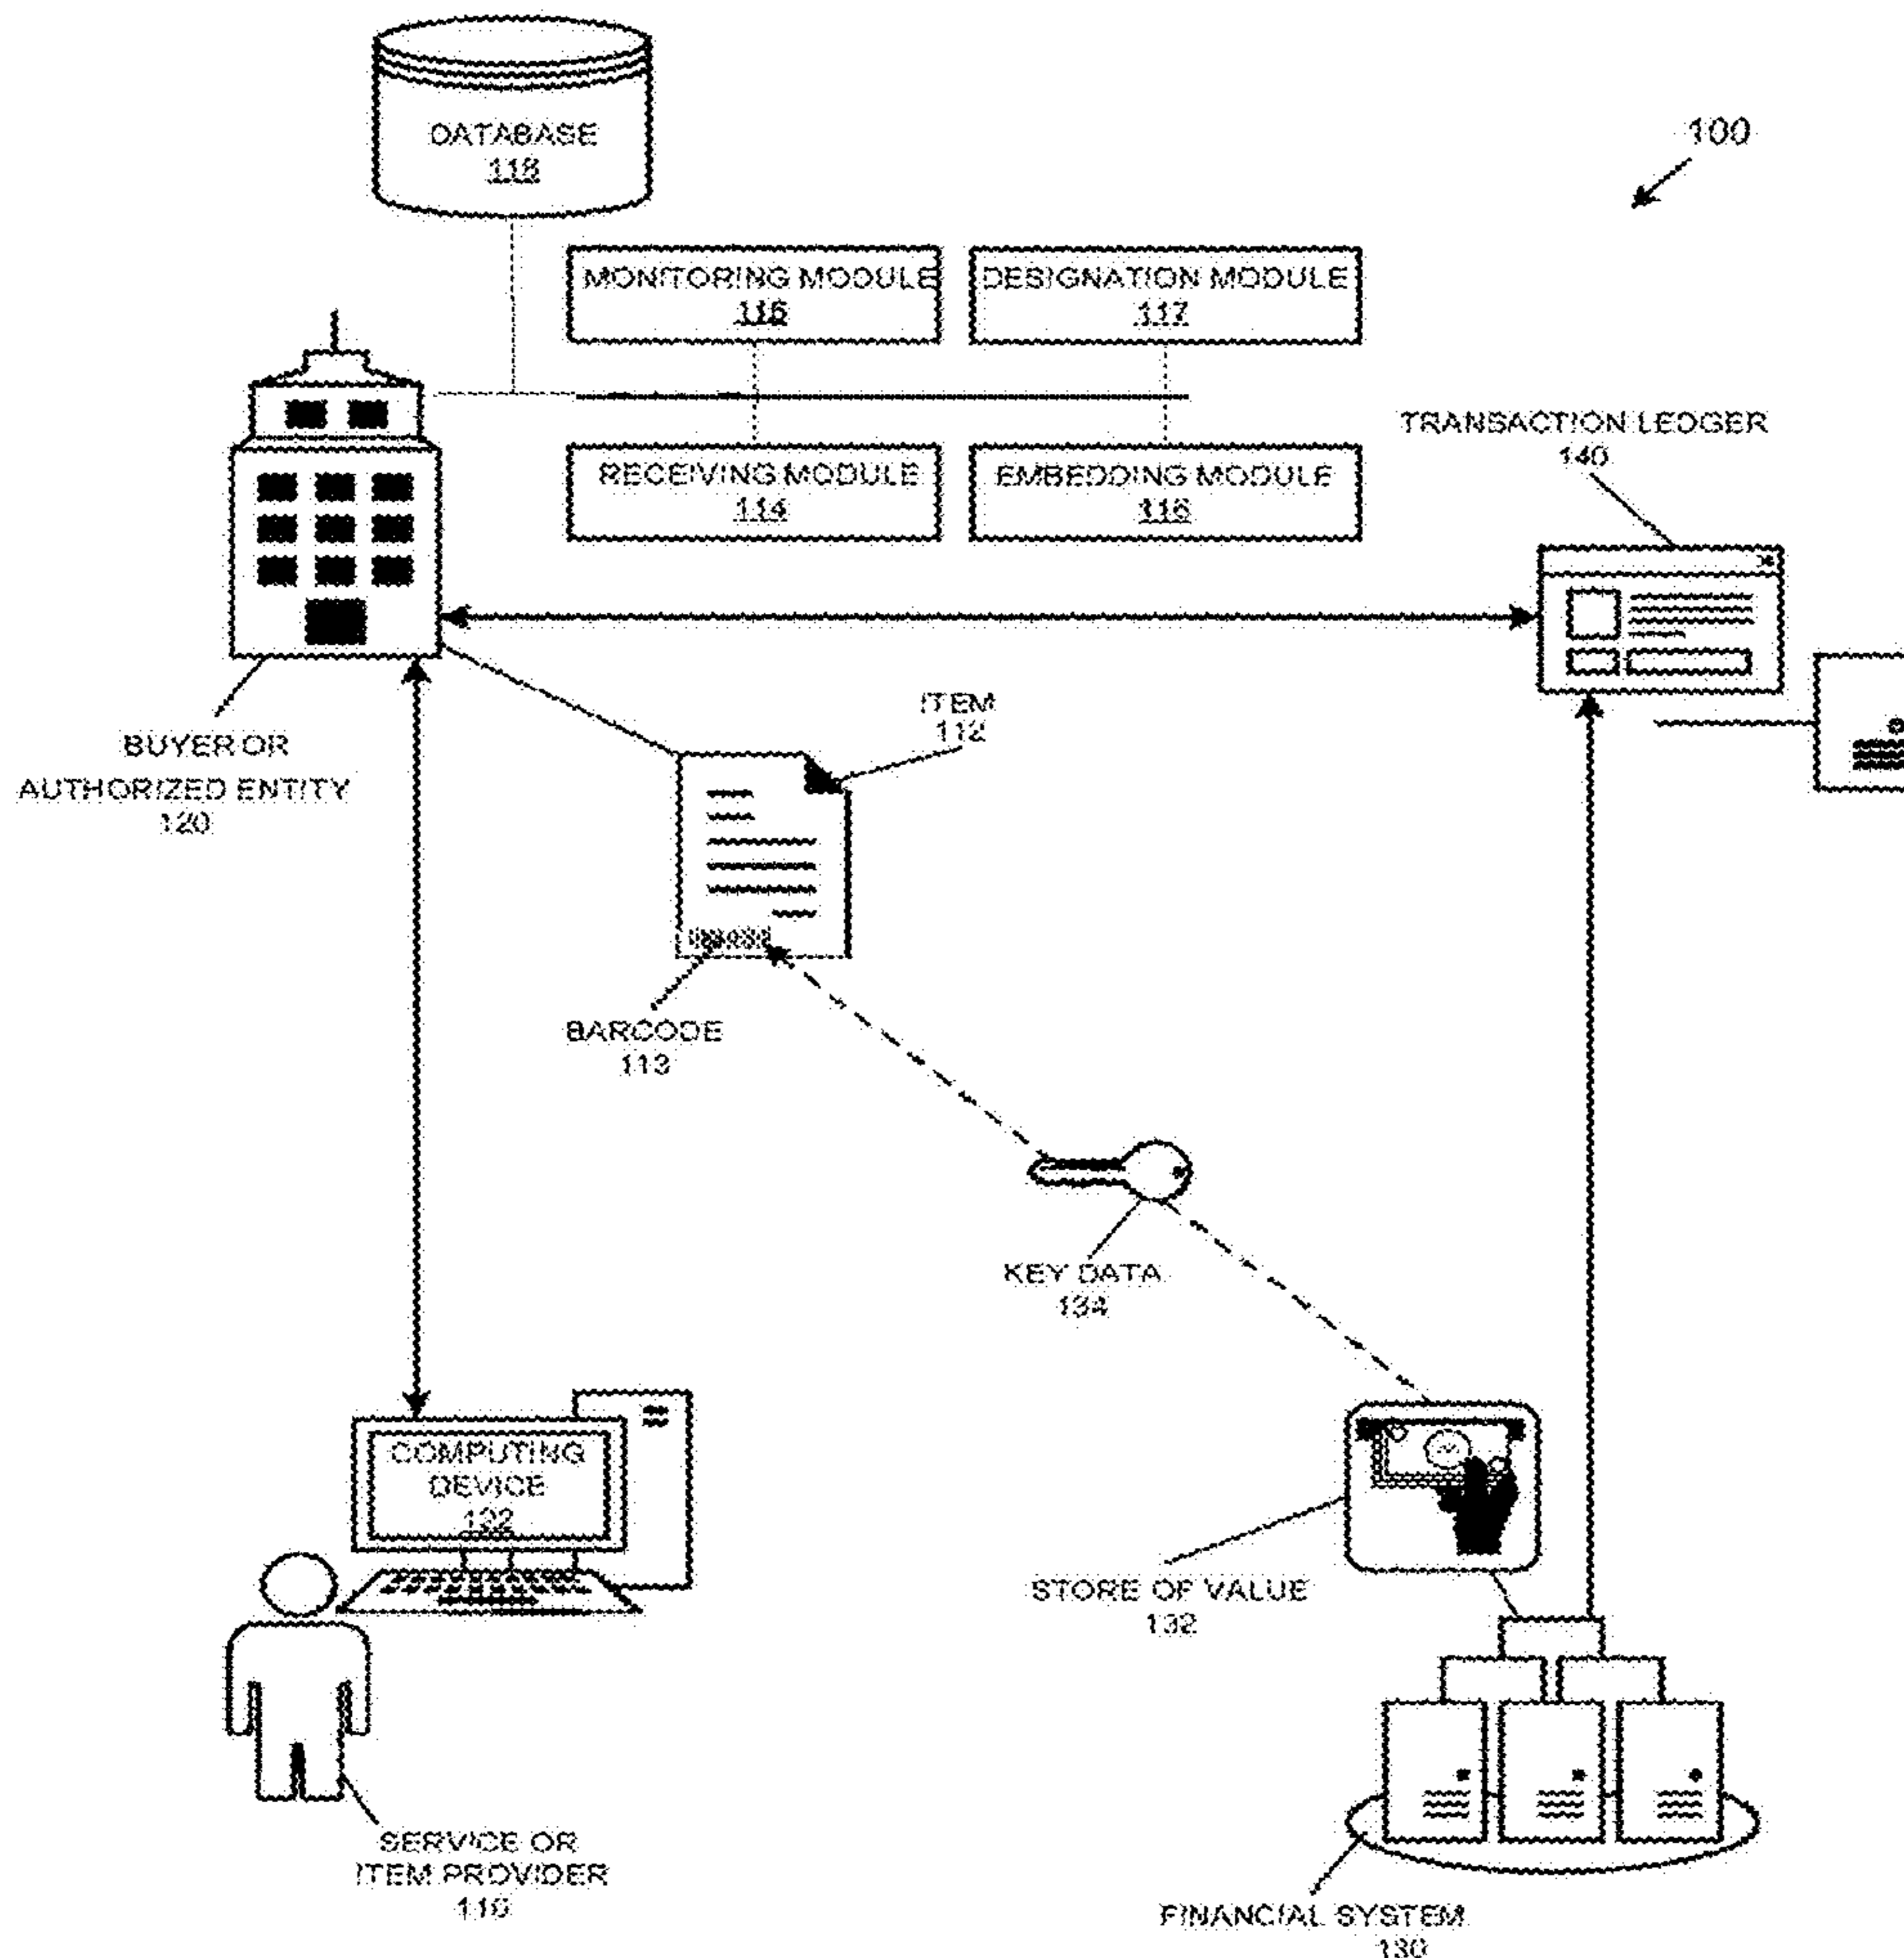 DATABASE
118
100
MONITORING MODULE
DESIGNATION MODULE
117
RECEIVING MODULE
114
EMBEDDING MODULE
TRANSACTION LEDGER
140
ITEM
112
BUYER OR
AUTHORIZED ENTITY
120
BARCODE
113
KEY DATA
134
COMPUTING
DEVICE
STORE OF VALUE
132
SERVICE OR
ITEM PROVIDER
110
FINANCIAL SYSTEM
130